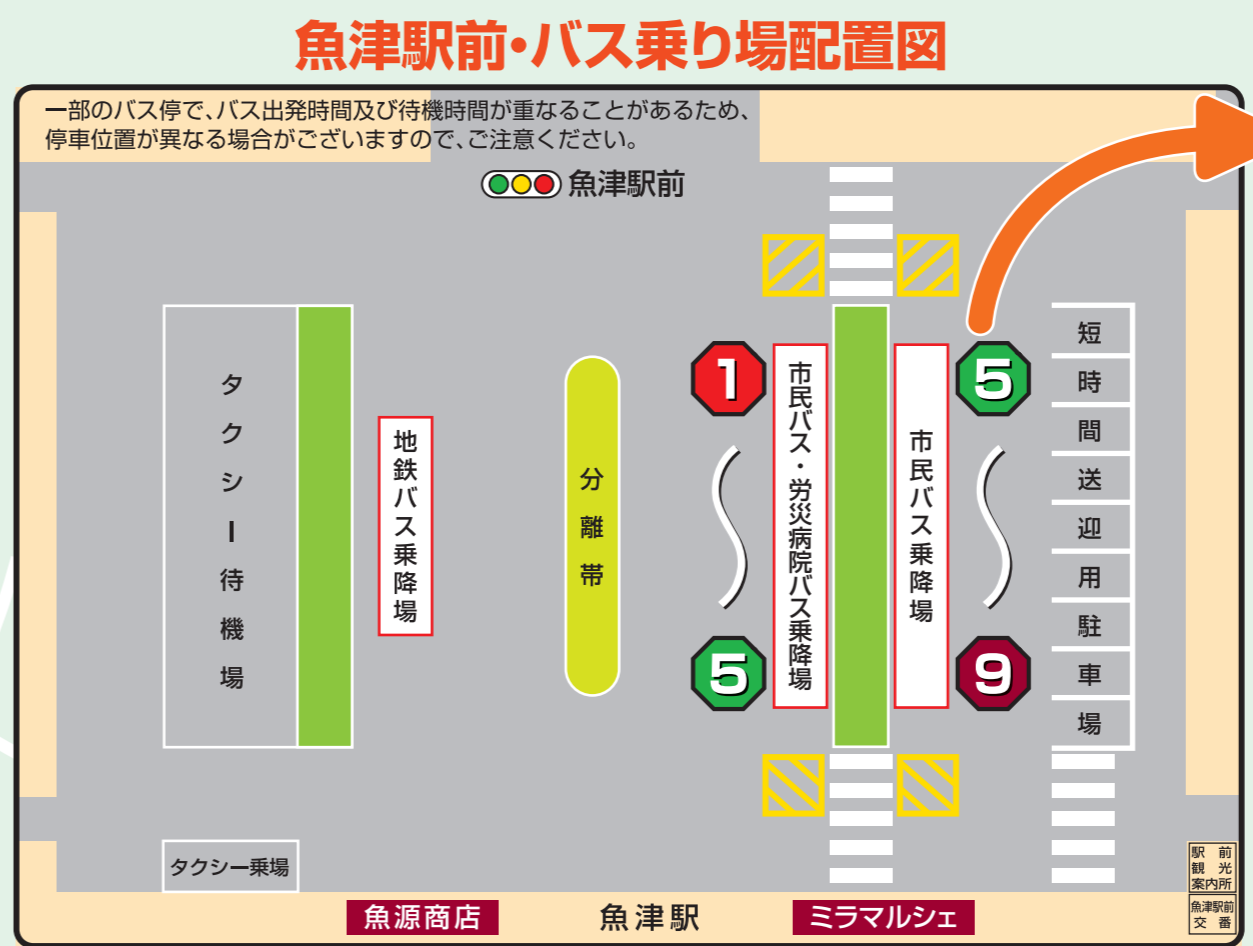 魚津駅前・バス乗り場配置図
一部のバス停で、バス出発時間及び待機時間が重なることがあるため、
停車位置が異なる場合がございますので、ご注意ください。
魚津駅前
タクシー待機場
地鉄バス乗降場
分離帯
1
5
市民バス・労災病院バス乗降場
市民バス乗降場
5
9
短時間送迎用駐車場
タクシー乗場
魚源商店
魚津駅
ミラマルシェ
駅前
観光
案内所
魚津駅前
交番